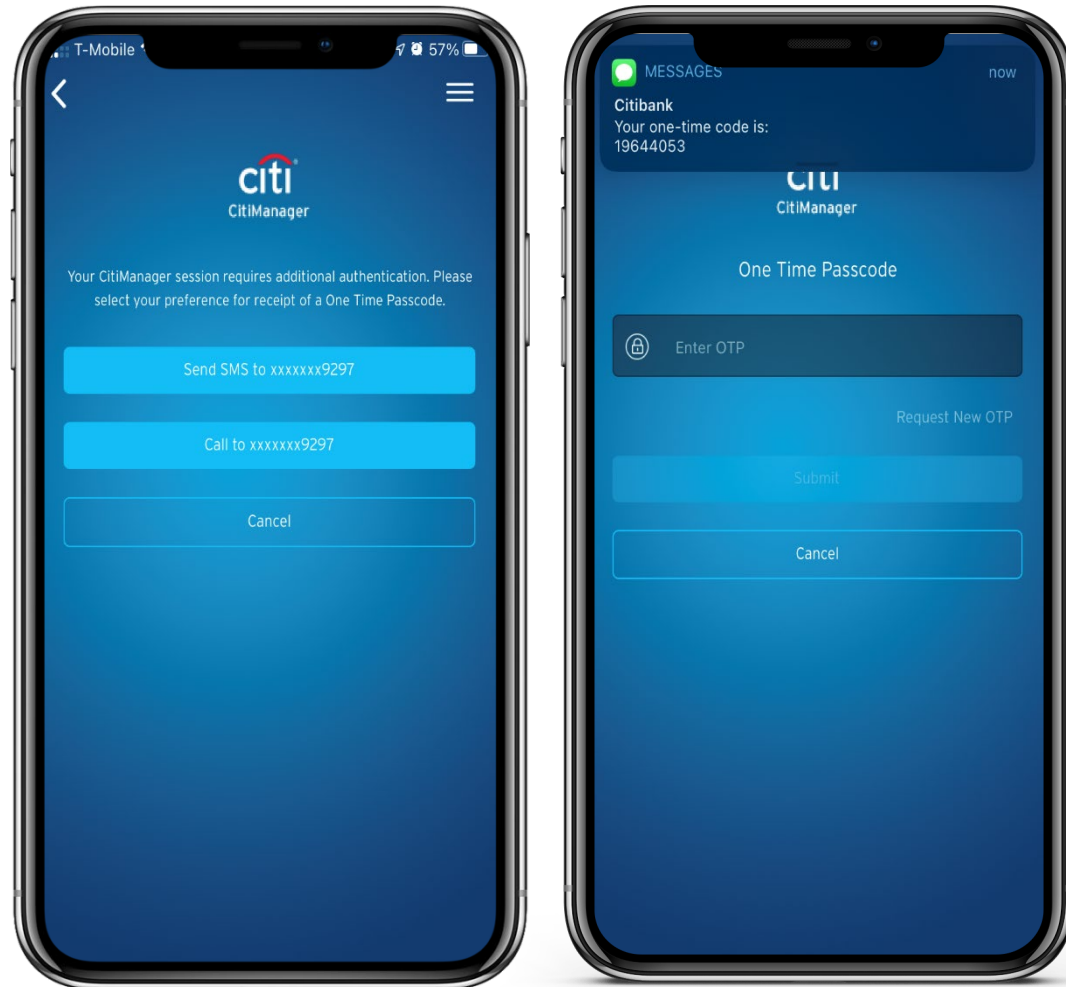 T-Mobile
57%
citi
CitiManager
Your CitiManager session requires additional authentication. Please
select your preference for receipt of a One Time Passcode.
Send SMS to xxxxxxx9297
Call to xxxxxxx9297
Cancel
MESSAGES now
Citibank
Your one-time code is:
19644053
citi
CitiManager
One Time Passcode
Enter OTP
Request New OTP
Submit
Cancel